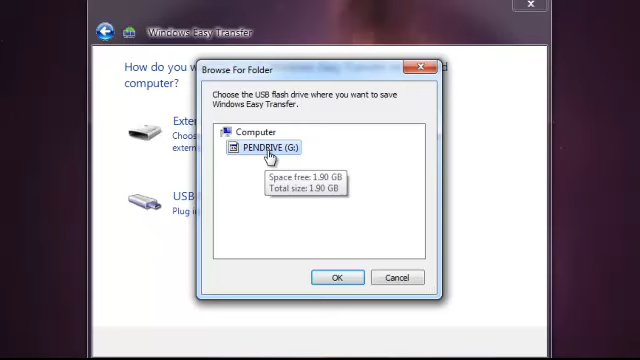 Windows Easy Transfer
How do you
computer?
Browse For Folder
Choose the USB flash drive where you want to save
Windows Easy Transfer.
Computer
PENDRIVE (G:)
Space free: 1.90 GB
Total size: 1.90 GB
Exte
Choos
extern
USB
Plug in
OK
Cancel